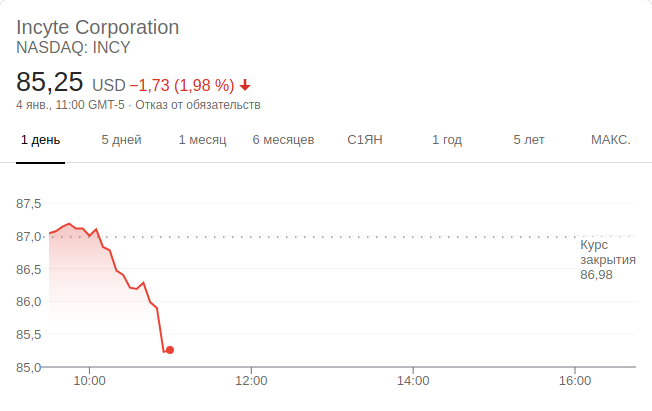 Incyte Corporation
NASDAQ: INCY
85,25 USD −1,73 (1,98 %)
4 янв., 11:00 GMT-5 · Отказ от обязательств
1 день 5 дней 1 месяц 6 месяцев С1ЯН 1 год 5 лет МАКС.
87,5
87,0
86,5
86,0
85,5
85,0
Курс
закрытия
86,98
10:00 12:00 14:00 16:00